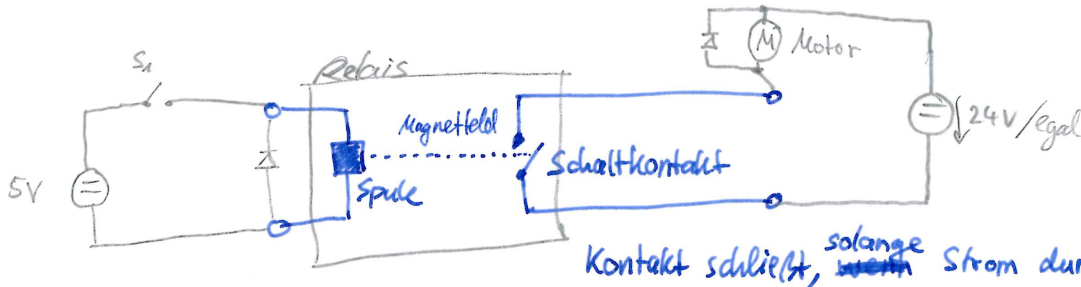 S1
Relais
Motor
M
24V/egal
Magnetfeld
Schaltkontakt
5V
Spule
Kontakt schließt, solange Strom dur